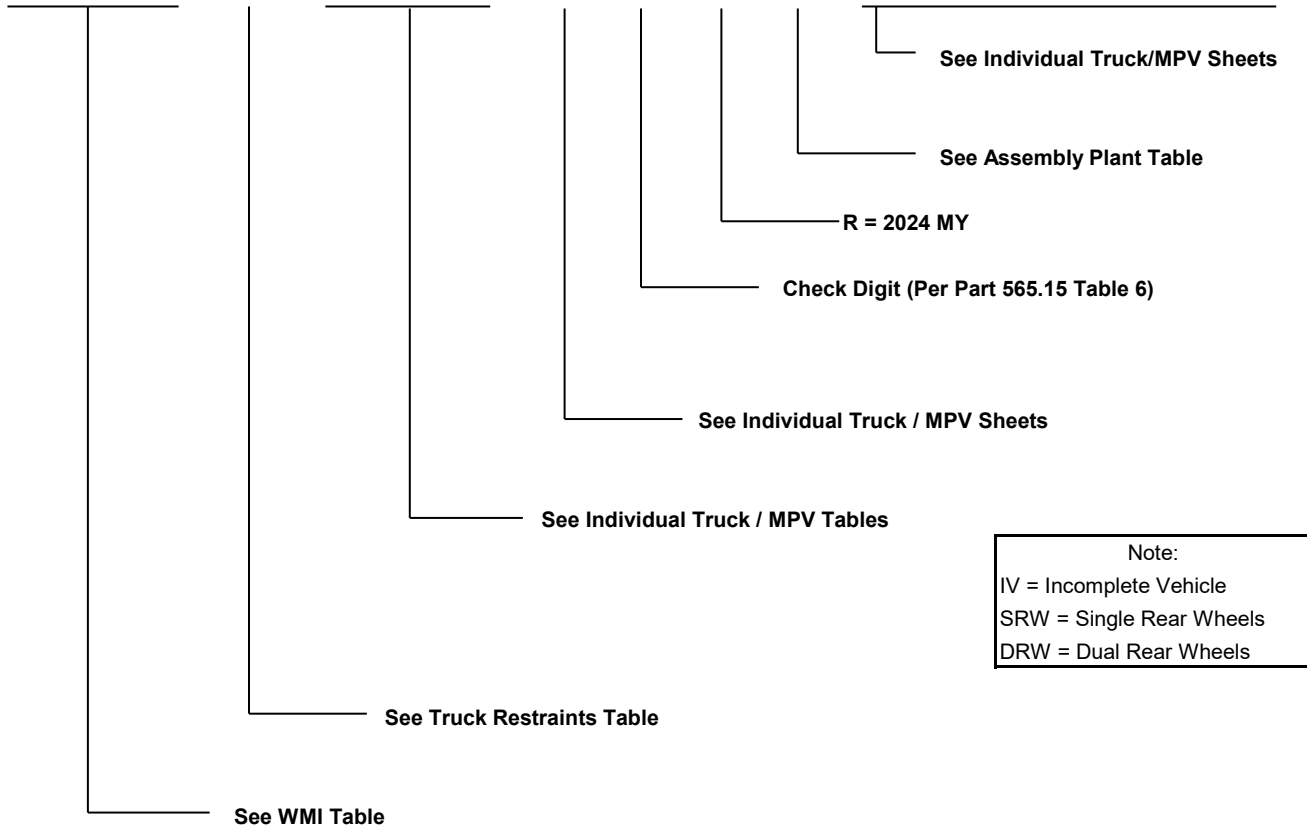 See Individual Truck/MPV Sheets
See Assembly Plant Table
R = 2024 MY
Check Digit (Per Part 565.15 Table 6)
See Individual Truck / MPV Sheets
See Individual Truck / MPV Tables
Note:
IV = Incomplete Vehicle
SRW = Single Rear Wheels
DRW = Dual Rear Wheels
See Truck Restraints Table
See WMI Table